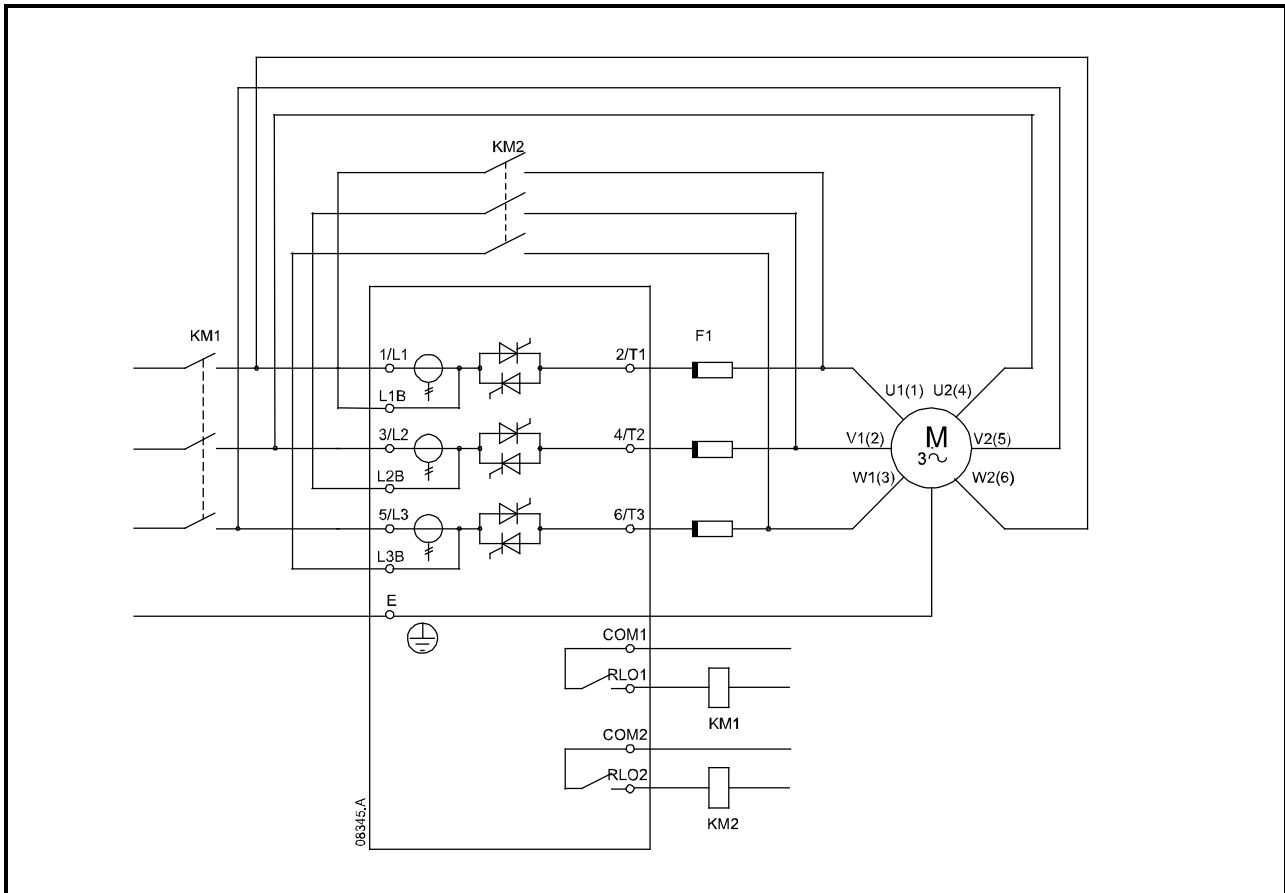 KM2
KM1
F1
1/L1
2/T1
U1(1) U2(4)
L1B
3/L2
4/T2
V1(2)
M
3~
V2(5)
L2B
W1(3)
W2(6)
5/L3
6/T3
L3B
E
COM1
RLO1
KM1
COM2
RLO2
KM2
08345.A